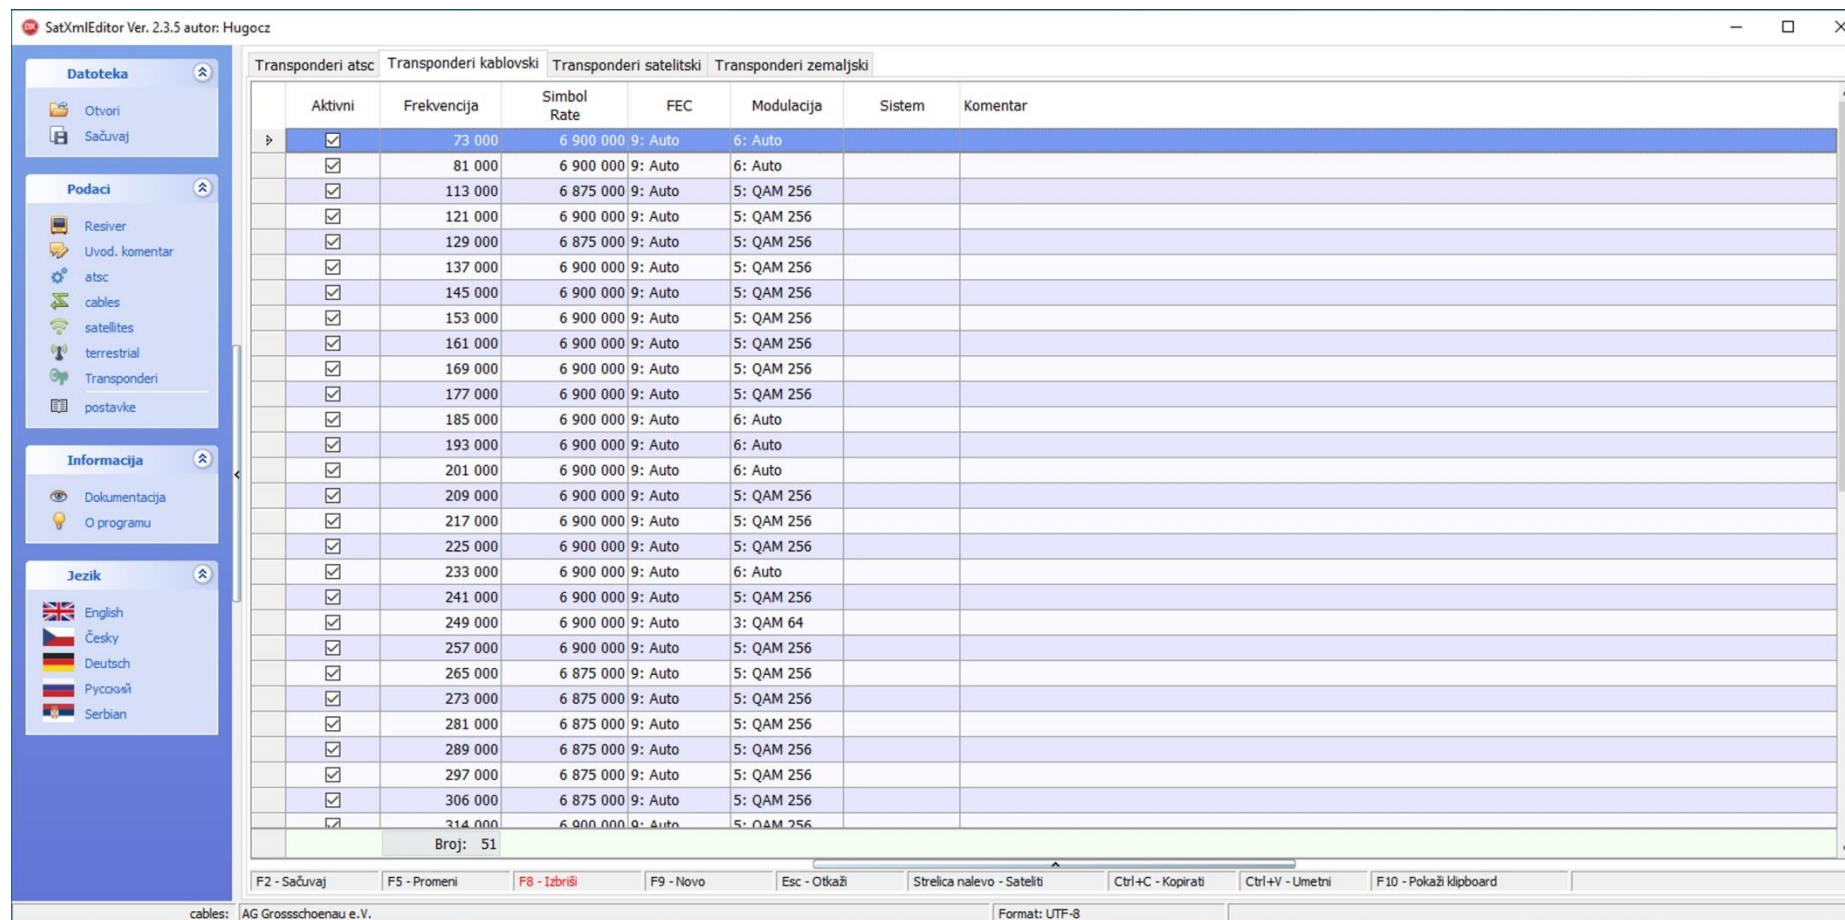 SatXmlEditor Ver. 2.3.5 autor: Hugocz
Datoteka
Otvori
Sačuvaj
Podaci
Resiver
Uvod. komentar
atsc
cables
satellites
terrestrial
Transponderi
postavke
Informacija
Dokumentacija
O programu
Jezik
English
Česky
Deutsch
Русский
Serbian
Transponderi atsc Transponderi kablovski Transponderi satelitski Transponderi zemaljski
Aktivni Frekvencija Simbol Rate FEC Modulacija Sistem Komentar
73 000 6 900 000 9: Auto 6: Auto
81 000 6 900 000 9: Auto 6: Auto
113 000 6 875 000 9: Auto 5: QAM 256
121 000 6 900 000 9: Auto 5: QAM 256
129 000 6 875 000 9: Auto 5: QAM 256
137 000 6 900 000 9: Auto 5: QAM 256
145 000 6 900 000 9: Auto 5: QAM 256
153 000 6 900 000 9: Auto 5: QAM 256
161 000 6 900 000 9: Auto 5: QAM 256
169 000 6 900 000 9: Auto 5: QAM 256
177 000 6 900 000 9: Auto 5: QAM 256
185 000 6 900 000 9: Auto 6: Auto
193 000 6 900 000 9: Auto 6: Auto
201 000 6 900 000 9: Auto 6: Auto
209 000 6 900 000 9: Auto 5: QAM 256
217 000 6 900 000 9: Auto 5: QAM 256
225 000 6 900 000 9: Auto 5: QAM 256
233 000 6 900 000 9: Auto 6: Auto
241 000 6 900 000 9: Auto 5: QAM 256
249 000 6 900 000 9: Auto 3: QAM 64
257 000 6 900 000 9: Auto 5: QAM 256
265 000 6 875 000 9: Auto 5: QAM 256
273 000 6 875 000 9: Auto 5: QAM 256
281 000 6 875 000 9: Auto 5: QAM 256
289 000 6 875 000 9: Auto 5: QAM 256
297 000 6 875 000 9: Auto 5: QAM 256
306 000 6 875 000 9: Auto 5: QAM 256
314 000 6 900 000 9: Auto 5: QAM 256
Broj: 51
F2 - Sačuvaj F5 - Promeni F8 - Izbriši F9 - Novo Esc - Otkaži Strelica nalevo - Sateliti Ctrl+C - Kopirati Ctrl+V - Umetni F10 - Pokaži klipboard
cables: AG Grossschoenau e.V. Format: UTF-8